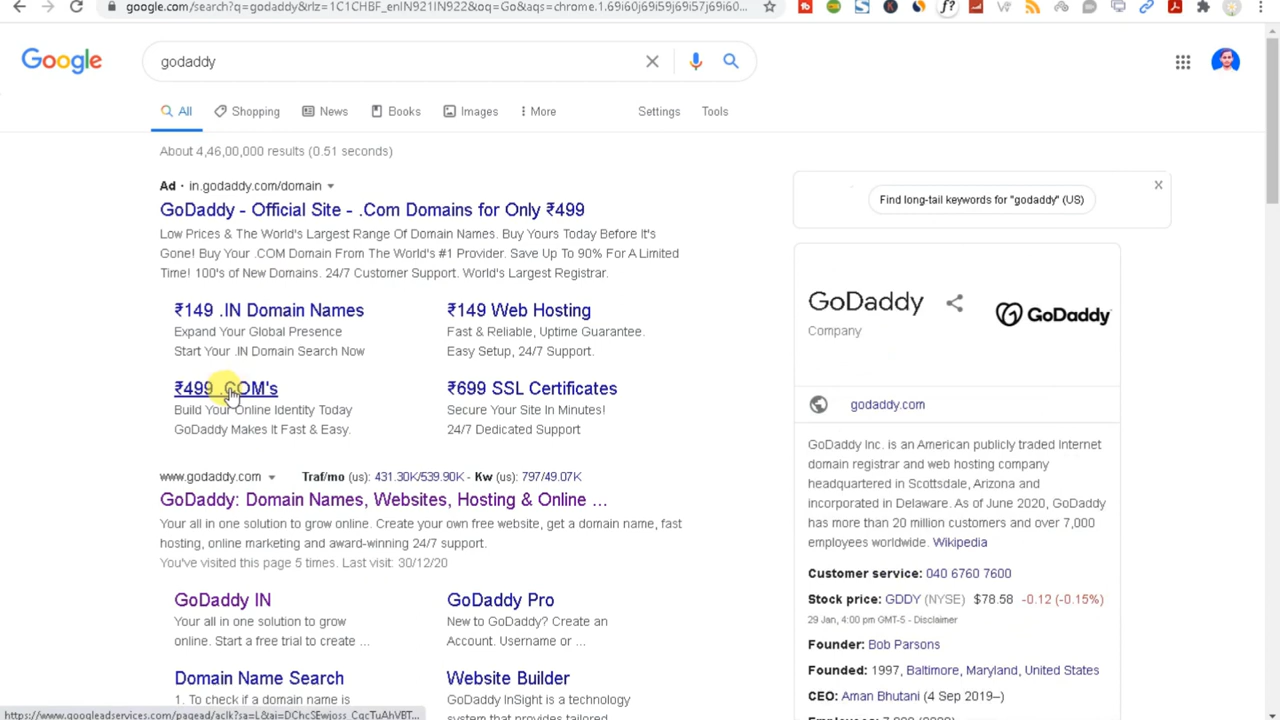 google.com/search?q=godaddy&rlz=1C1CHBF_enIN921IN922&oq=Go&aqs=chrome.1.69i60j69i59j69i57j69i60...
Google
godaddy
All
Shopping
News
Books
Images
More
Settings
Tools
About 4,46,00,000 results (0.51 seconds)
Ad · in.godaddy.com/domain
GoDaddy - Official Site - .Com Domains for Only ₹499
Low Prices & The World's Largest Range Of Domain Names. Buy Yours Today Before It's
Gone! Buy Your .COM Domain From The World's #1 Provider. Save Up To 90% For A Limited
Time! 100's of New Domains. 24/7 Customer Support. World's Largest Registrar.
₹149 .IN Domain Names
Expand Your Global Presence
Start Your .IN Domain Search Now
₹149 Web Hosting
Fast & Reliable, Uptime Guarantee.
Easy Setup, 24/7 Support.
₹499 .COM's
Build Your Online Identity Today
GoDaddy Makes It Fast & Easy.
₹699 SSL Certificates
Secure Your Site In Minutes!
24/7 Dedicated Support
www.godaddy.com Traf/mo (us): 431.30K/539.90K - Kw (us): 797/49.07K
GoDaddy: Domain Names, Websites, Hosting & Online ...
Your all in one solution to grow online. Create your own free website, get a domain name, fast
hosting, online marketing and award-winning 24/7 support.
You've visited this page 5 times. Last visit: 30/12/20
GoDaddy IN
Your all in one solution to grow
online. Start a free trial to create ...
GoDaddy Pro
New to GoDaddy? Create an
Account. Username or ...
Domain Name Search
1. To check if a domain name is
Website Builder
GoDaddy InSight is a technology
system that provides tailored
Find long-tail keywords for "godaddy" (US)
GoDaddy
Company
GoDaddy
godaddy.com
GoDaddy Inc. is an American publicly traded Internet
domain registrar and web hosting company
headquartered in Scottsdale, Arizona and
incorporated in Delaware. As of June 2020, GoDaddy
has more than 20 million customers and over 7,000
employees worldwide. Wikipedia
Customer service: 040 6760 7600
Stock price: GDDY (NYSE) $78.58 -0.12 (-0.15%)
29 Jan, 4:00 pm GMT-5 - Disclaimer
Founder: Bob Parsons
Founded: 1997, Baltimore, Maryland, United States
CEO: Aman Bhutani (4 Sep 2019–)